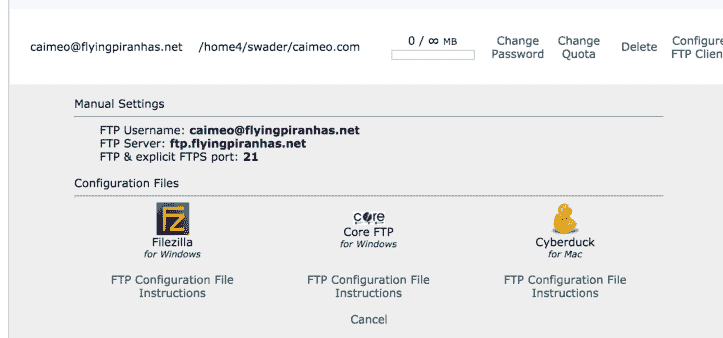 caimeo@flyingpiranhas.net /home4/swader/caimeo.com 0 / ∞ MB Change Password Change Quota Delete Configure FTP Clien
Manual Settings
FTP Username: caimeo@flyingpiranhas.net
FTP Server: ftp.flyingpiranhas.net
FTP & explicit FTPS port: 21
Configuration Files
Fz core
Filezilla Core FTP Cyberduck
for Windows for Windows for Mac
FTP Configuration File FTP Configuration File FTP Configuration File
Instructions Instructions Instructions
Cancel